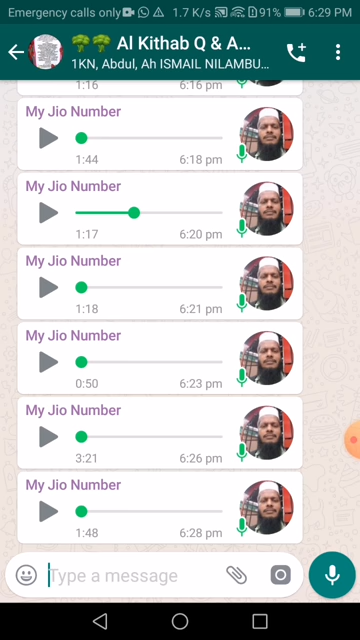 Emergency calls only 1.7 K/s 91% 6:29 PM
Al Kithab Q & A...
1KN, Abdul, Ah ISMAIL NILAMBU...
1:16 6:16 pm
My Jio Number
1:44 6:18 pm
My Jio Number
1:17 6:20 pm
My Jio Number
1:18 6:21 pm
My Jio Number
0:50 6:23 pm
My Jio Number
3:21 6:26 pm
My Jio Number
1:48 6:28 pm
Type a message